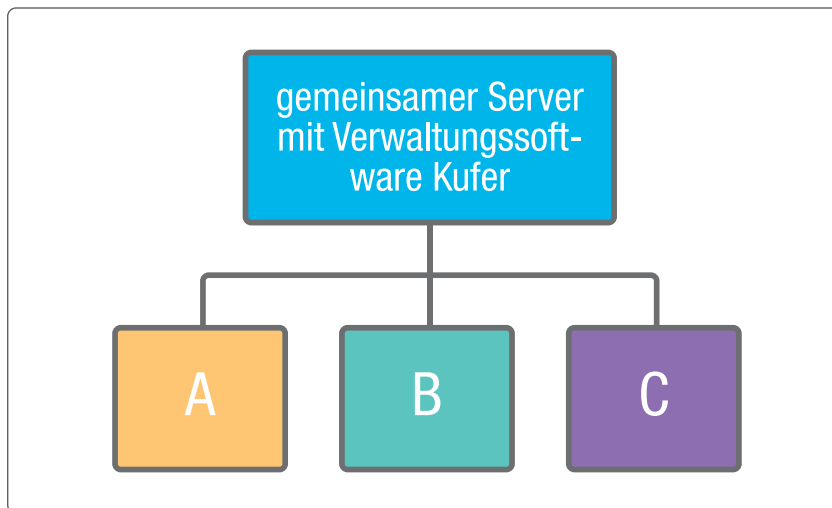 gemeinsamer Server
mit Verwaltungssoft-
ware Kufer
A
B
C